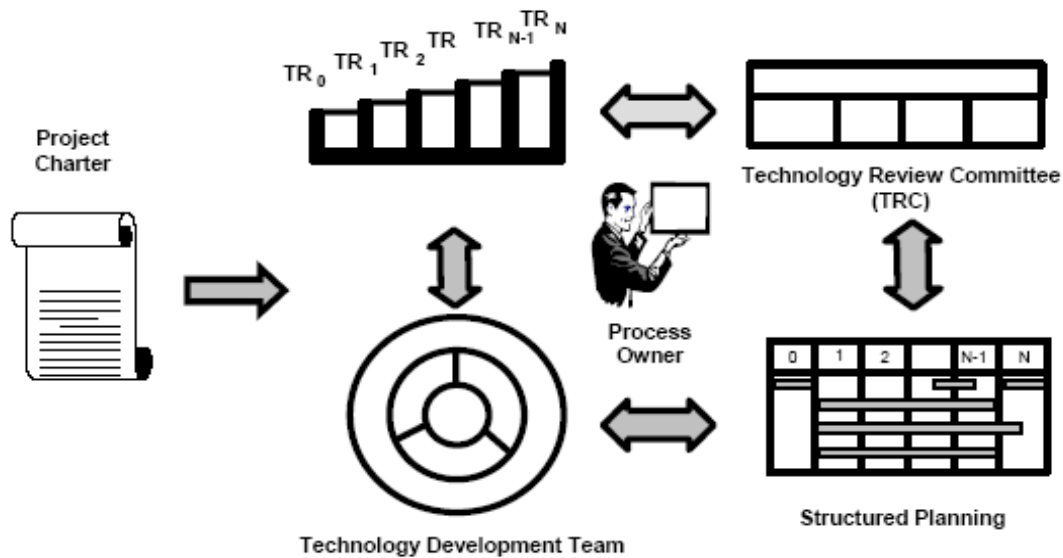 TR 0
TR 1
TR 2
TR
TR N-1
TR N
Project
Charter
Technology Review Committee
(TRC)
Process
Owner
0 1 2 N-1 N
Structured Planning
Technology Development Team